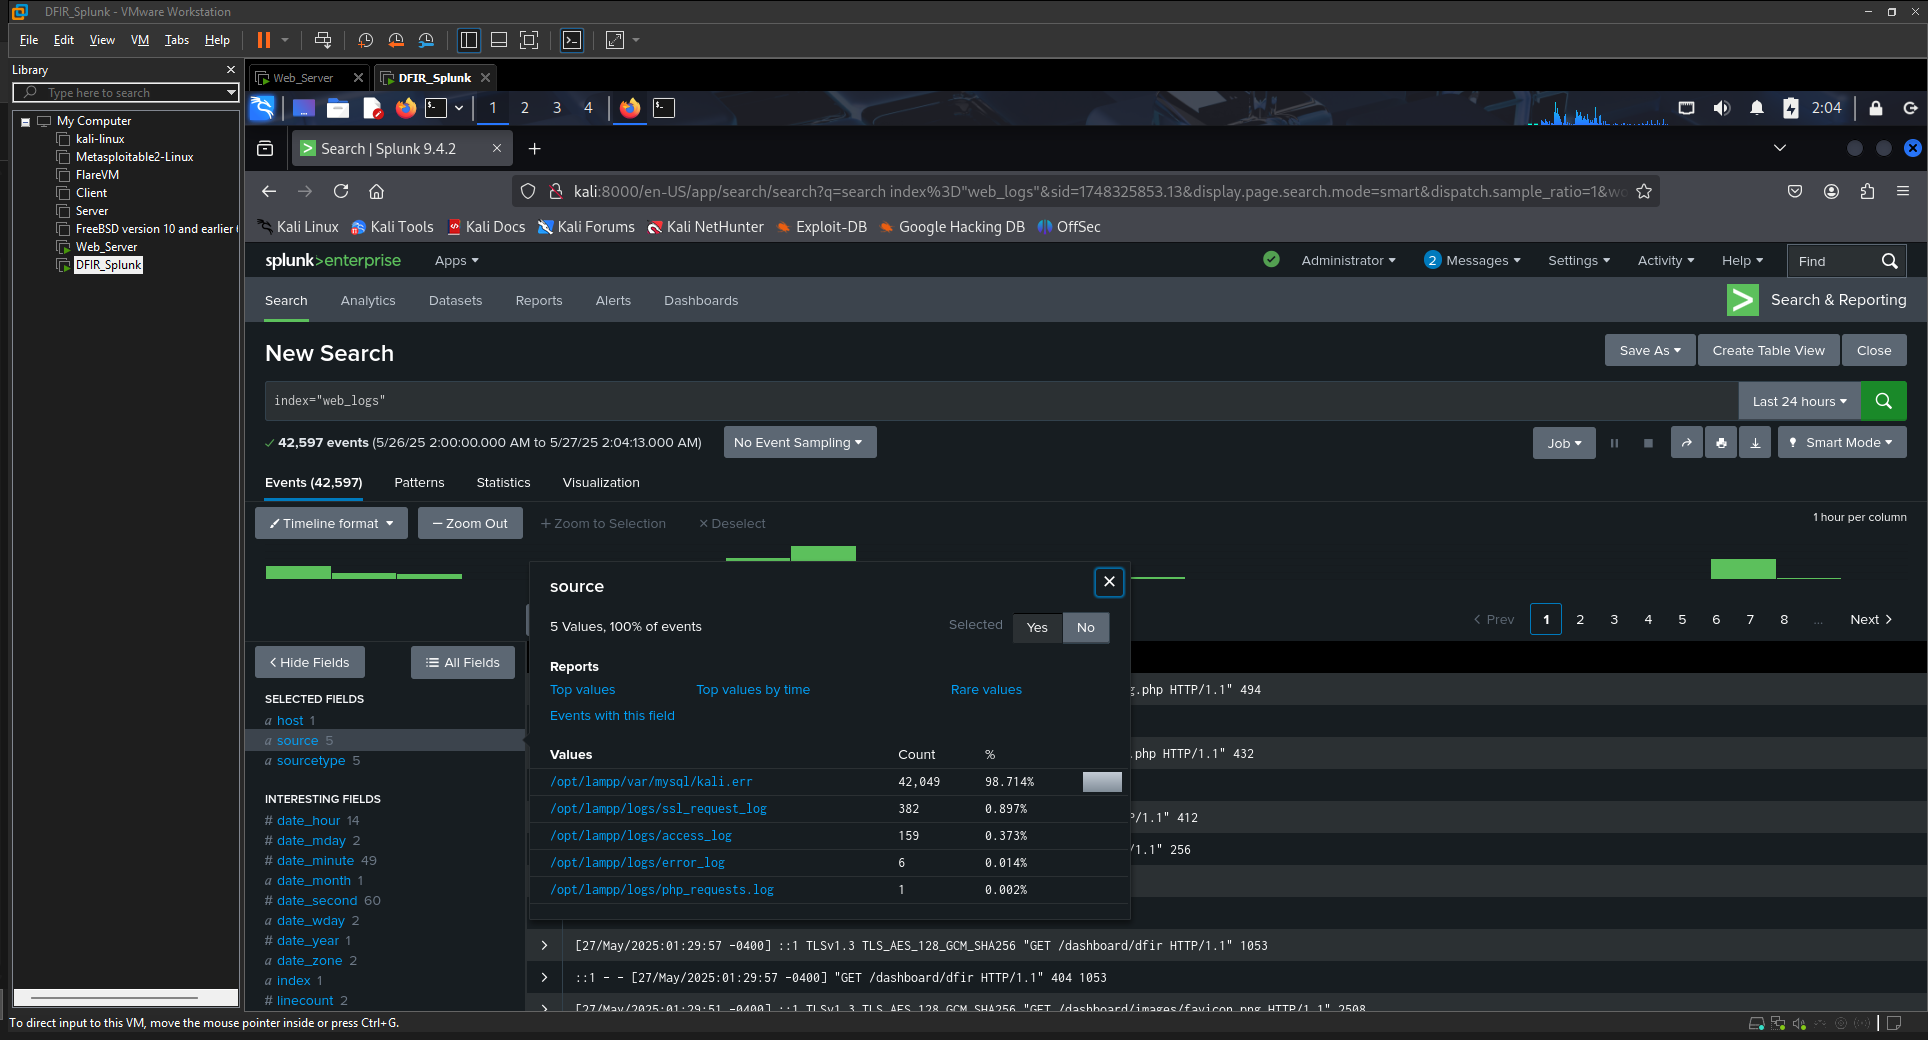 DFIR_Splunk - VMware Workstation
File Edit View VM Tabs Help
Library
Type here to search
My Computer
kali-linux
Metasploitable2-Linux
FlareVM
Client
Server
FreeBSD version 10 and earlier
Web_Server
DFIR_Splunk
Web_Server DFIR_Splunk
1 2 3 4 2:04
Search | Splunk 9.4.2
kali:8000/en-US/app/search/search?q=search index%3D"web_logs"&sid=1748325853.13&display.page.search.mode=smart&dispatch.sample_ratio=1&w
Kali Linux Kali Tools Kali Docs Kali Forums Kali NetHunter Exploit-DB Google Hacking DB OffSec
splunk>enterprise Apps Administrator 2 Messages Settings Activity Help Find
Search Analytics Datasets Reports Alerts Dashboards Search & Reporting
New Search
Save As Create Table View Close
index="web_logs" Last 24 hours
42,597 events (5/26/25 2:00:00.000 AM to 5/27/25 2:04:13.000 AM) No Event Sampling Job Smart Mode
Events (42,597) Patterns Statistics Visualization
Timeline format — Zoom Out + Zoom to Selection × Deselect 1 hour per column
< Prev 1 2 3 4 5 6 7 8 ... Next >
< Hide Fields All Fields
SELECTED FIELDS
a host 1
a source 5
a sourcetype 5
INTERESTING FIELDS
# date_hour 14
# date_mday 2
# date_minute 49
a date_month 1
# date_second 60
a date_wday 2
# date_year 1
a date_zone 2
a index 1
# linecount 2
source
5 Values, 100% of events Selected Yes No
Reports
Top values Top values by time Rare values
Events with this field
Values Count %
/opt/lampp/var/mysql/kali.err 42,049 98.714%
/opt/lampp/logs/ssl_request_log 382 0.897%
/opt/lampp/logs/access_log 159 0.373%
/opt/lampp/logs/error_log 6 0.014%
/opt/lampp/logs/php_requests.log 1 0.002%
g.php HTTP/1.1" 494
.php HTTP/1.1" 432
P/1.1" 412
/1.1" 256
[27/May/2025:01:29:57 -0400] ::1 TLSv1.3 TLS_AES_128_GCM_SHA256 "GET /dashboard/dfir HTTP/1.1" 1053
::1 - - [27/May/2025:01:29:57 -0400] "GET /dashboard/dfir HTTP/1.1" 404 1053
[27/May/2025:01:29:51 -0400] ::1 TLSv1.3 TLS_AES_128_GCM_SHA256 "GET /dashboard/images/favicon.png HTTP/1.1" 2508
To direct input to this VM, move the mouse pointer inside or press Ctrl+G.